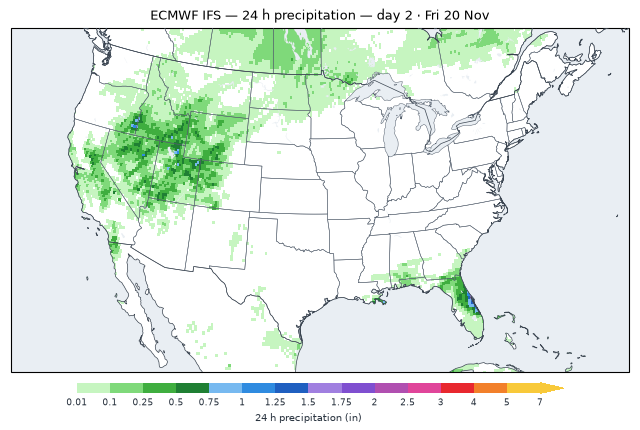 ECMWF IFS — 24 h precipitation — day 2 · Fri 20 Nov
0.01 0.1 0.25 0.5 0.75 1 1.25 1.5 1.75 2 2.5 3 4 5 7
24 h precipitation (in)